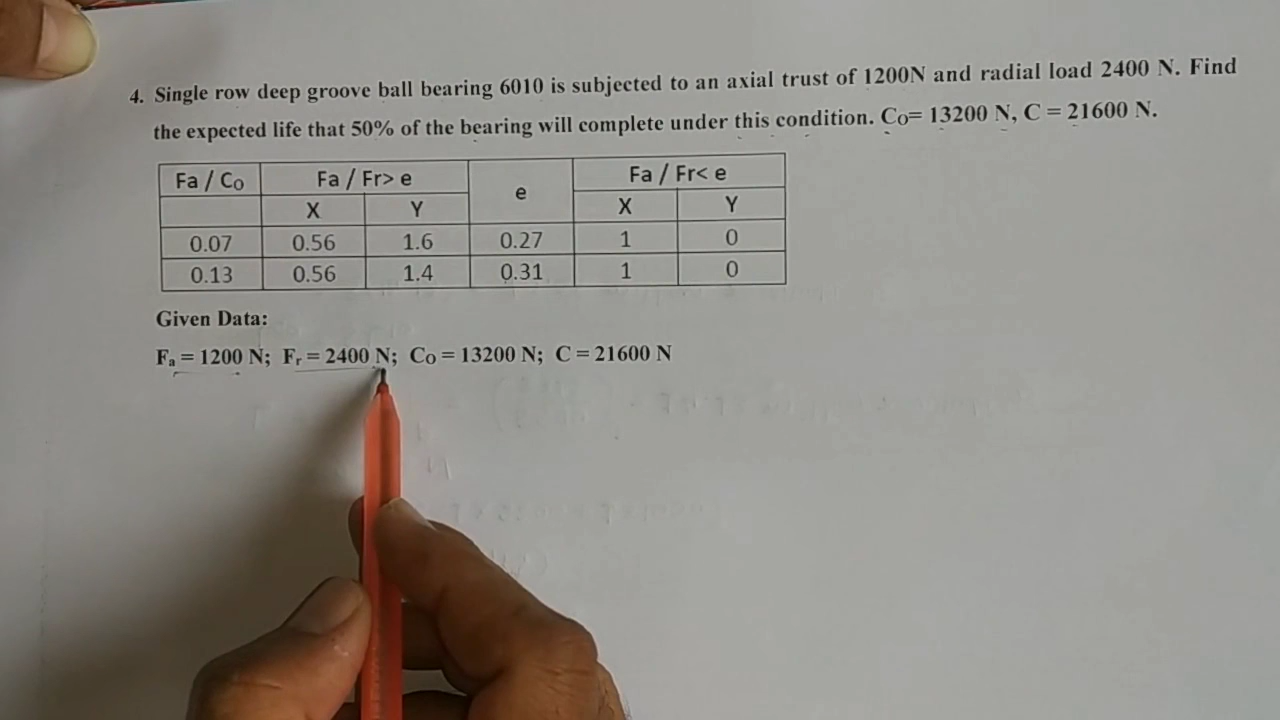 4. Single row deep groove ball bearing 6010 is subjected to an axial trust of 1200N and radial load 2400 N. Find
the expected life that 50% of the bearing will complete under this condition. Co= 13200 N, C = 21600 N.
Fa / Co Fa / Fr> e e Fa / Fr< e
X Y X Y
0.07 0.56 1.6 0.27 1 0
0.13 0.56 1.4 0.31 1 0
Given Data:
Fa = 1200 N; Fr = 2400 N; Co = 13200 N; C = 21600 N